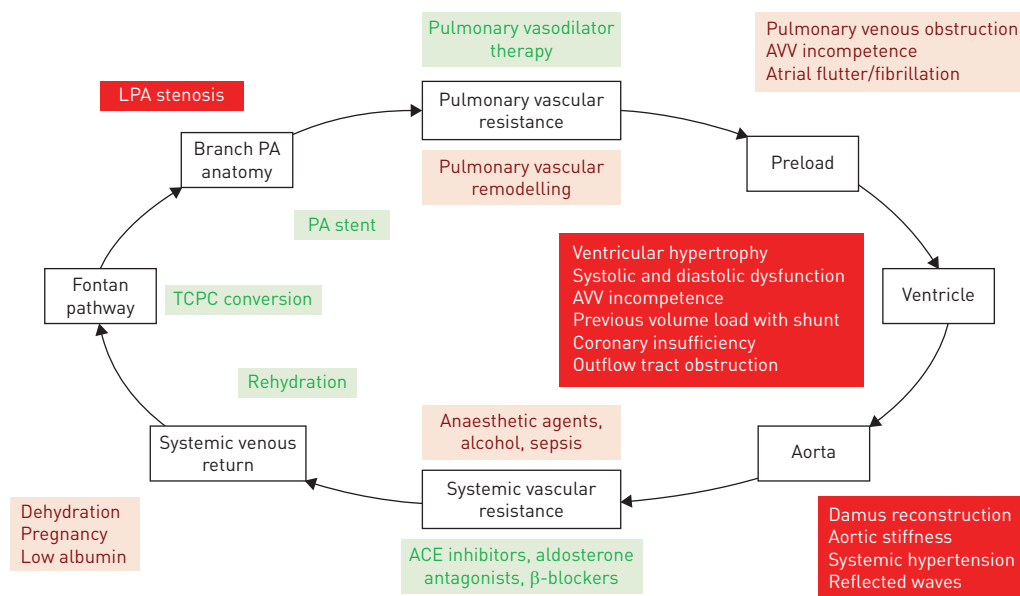 Pulmonary vasodilator
therapy
Pulmonary venous obstruction
AVV incompetence
Atrial flutter/fibrillation
LPA stenosis
Pulmonary vascular
resistance
Branch PA
anatomy
Preload
Pulmonary vascular
remodelling
PA stent
Ventricular hypertrophy
Systolic and diastolic dysfunction
AVV incompetence
Previous volume load with shunt
Coronary insufficiency
Outflow tract obstruction
Fontan
pathway
TCPC conversion
Ventricle
Rehydration
Anaesthetic agents,
alcohol, sepsis
Systemic venous
return
Aorta
Systemic vascular
resistance
Dehydration
Pregnancy
Low albumin
ACE inhibitors, aldosterone
antagonists, β-blockers
Damus reconstruction
Aortic stiffness
Systemic hypertension
Reflected waves